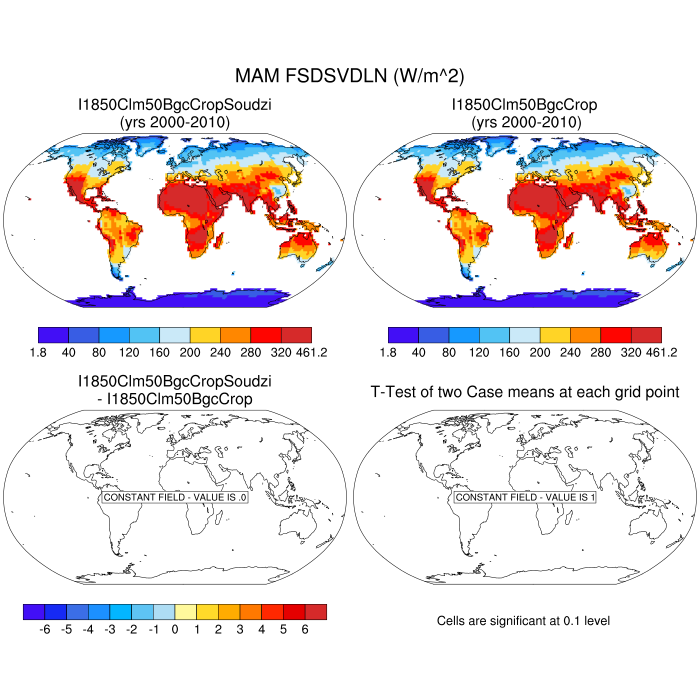 MAM FSDSVDLN (W/m^2)
I1850Clm50BgcCropSoudzi
(yrs 2000-2010)
I1850Clm50BgcCrop
(yrs 2000-2010)
1.8 40 80 120 160 200 240 280 320 461.2
1.8 40 80 120 160 200 240 280 320 461.2
I1850Clm50BgcCropSoudzi
- I1850Clm50BgcCrop
T-Test of two Case means at each grid point
CONSTANT FIELD - VALUE IS .0
CONSTANT FIELD - VALUE IS 1
-6 -5 -4 -3 -2 -1 0 1 2 3 4 5 6
Cells are significant at 0.1 level